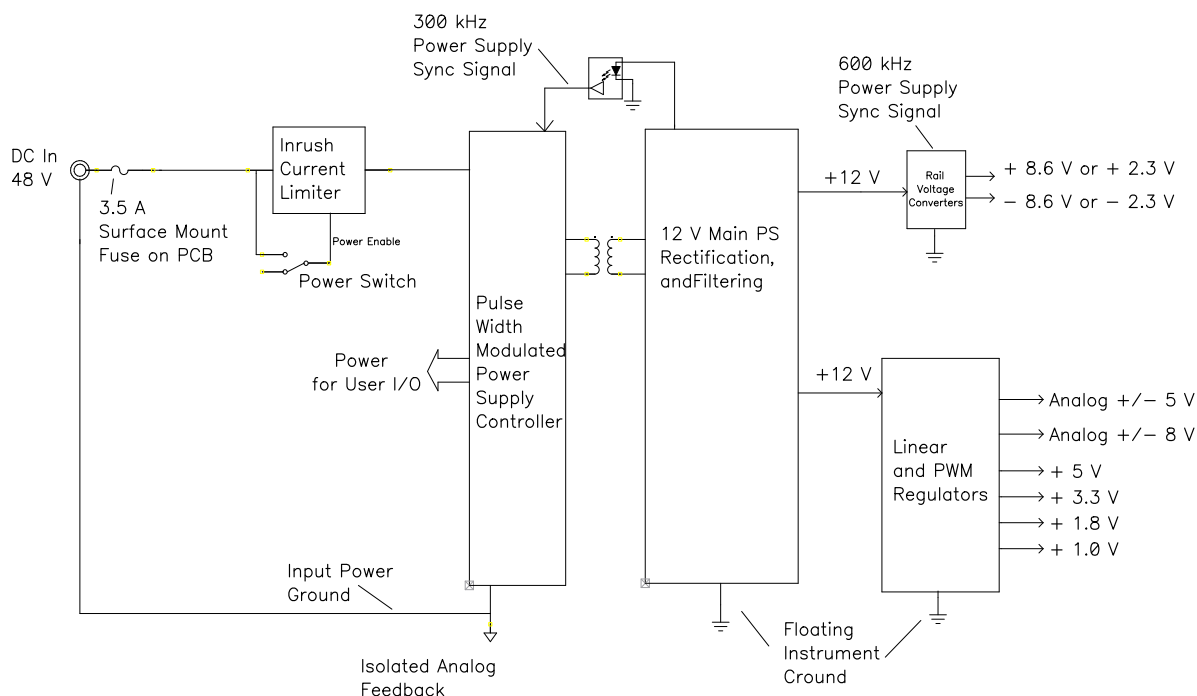 300 kHz
Power Supply
Sync Signal
600 kHz
Power Supply
Sync Signal
DC In
48 V
3.5 A
Surface Mount
Fuse on PCB
Inrush
Current
Limiter
Power Enable
Power Switch
Power
for User I/O
Pulse
Width
Modulated
Power
Supply
Controller
12 V Main PS
Rectification,
andFiltering
+12 V
Rail
Voltage
Converters
+ 8.6 V or + 2.3 V
− 8.6 V or − 2.3 V
+12 V
Linear
and PWM
Regulators
Analog +/− 5 V
Analog +/− 8 V
+ 5 V
+ 3.3 V
+ 1.8 V
+ 1.0 V
Input Power
Ground
Isolated Analog
Feedback
Floating
Instrument
Ground